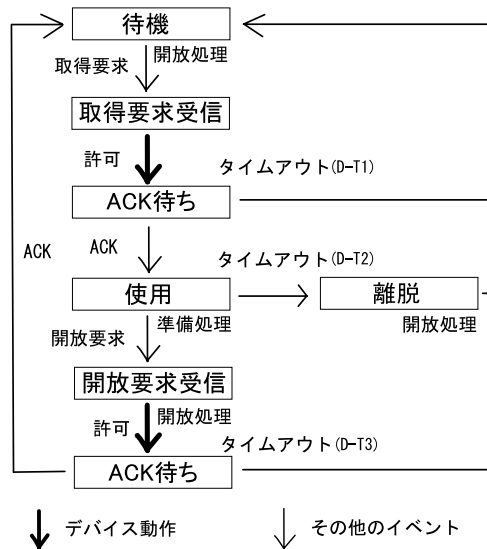 待機
取得要求
開放処理
取得要求受信
許可
タイムアウト(D-T1)
ACK待ち
ACK
ACK
タイムアウト(D-T2)
使用
離脱
開放要求
準備処理
開放処理
開放要求受信
許可
開放処理
タイムアウト(D-T3)
ACK待ち
デバイス動作
その他のイベント